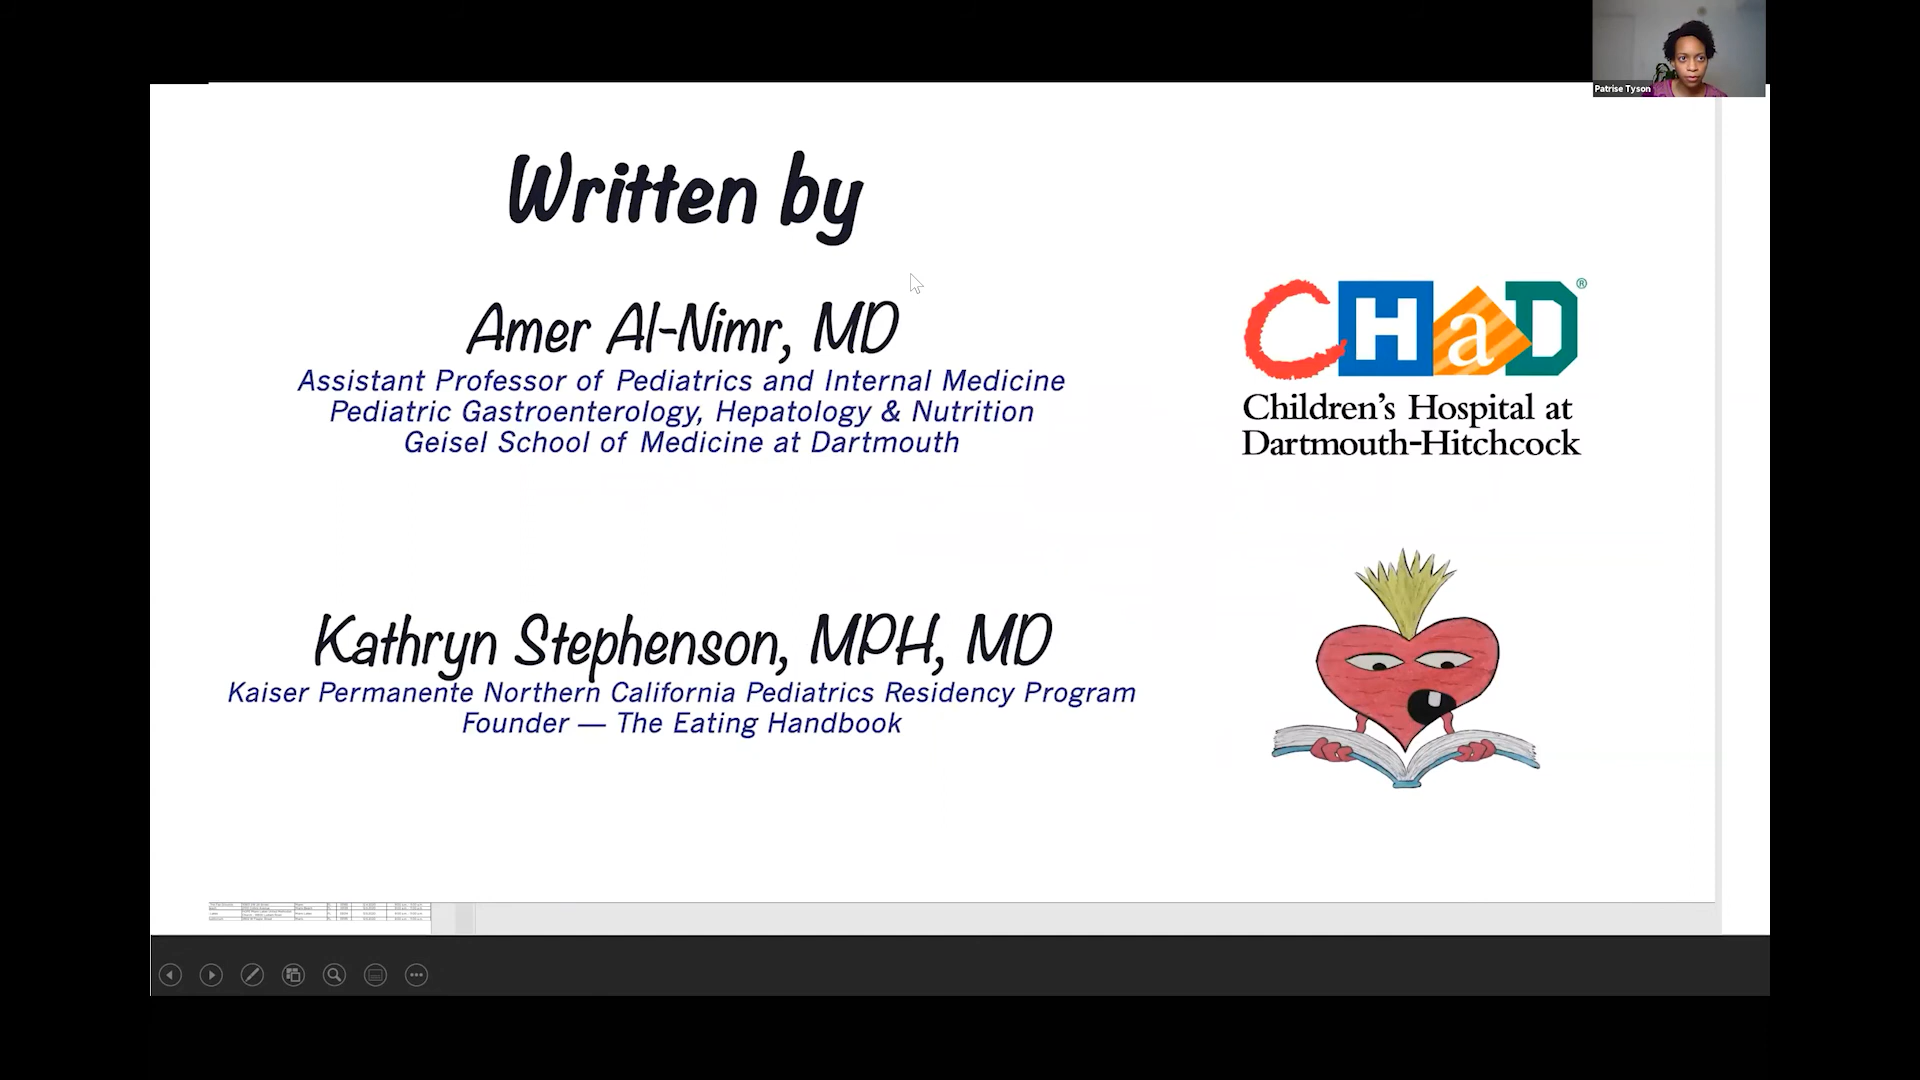 Patrise Tyson
Written by
Amer Al-Nimr, MD
Assistant Professor of Pediatrics and Internal Medicine
Pediatric Gastroenterology, Hepatology & Nutrition
Geisel School of Medicine at Dartmouth
CHaD®
Children's Hospital at
Dartmouth-Hitchcock
Kathryn Stephenson, MPH, MD
Kaiser Permanente Northern California Pediatrics Residency Program
Founder — The Eating Handbook